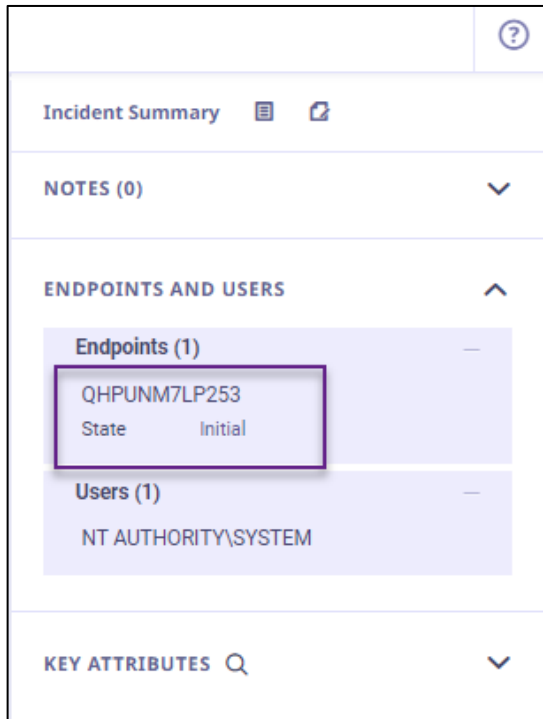 Incident Summary
NOTES (0)
ENDPOINTS AND USERS
Endpoints (1)
QHPUNM7LP253
State Initial
Users (1)
NT AUTHORITY\SYSTEM
KEY ATTRIBUTES